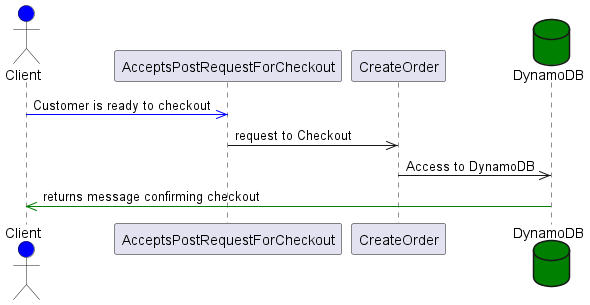 Client
AcceptsPostRequestForCheckout
CreateOrder
DynamoDB
Customer is ready to checkout
request to Checkout
Access to DynamoDB
returns message confirming checkout
Client
AcceptsPostRequestForCheckout
CreateOrder
DynamoDB